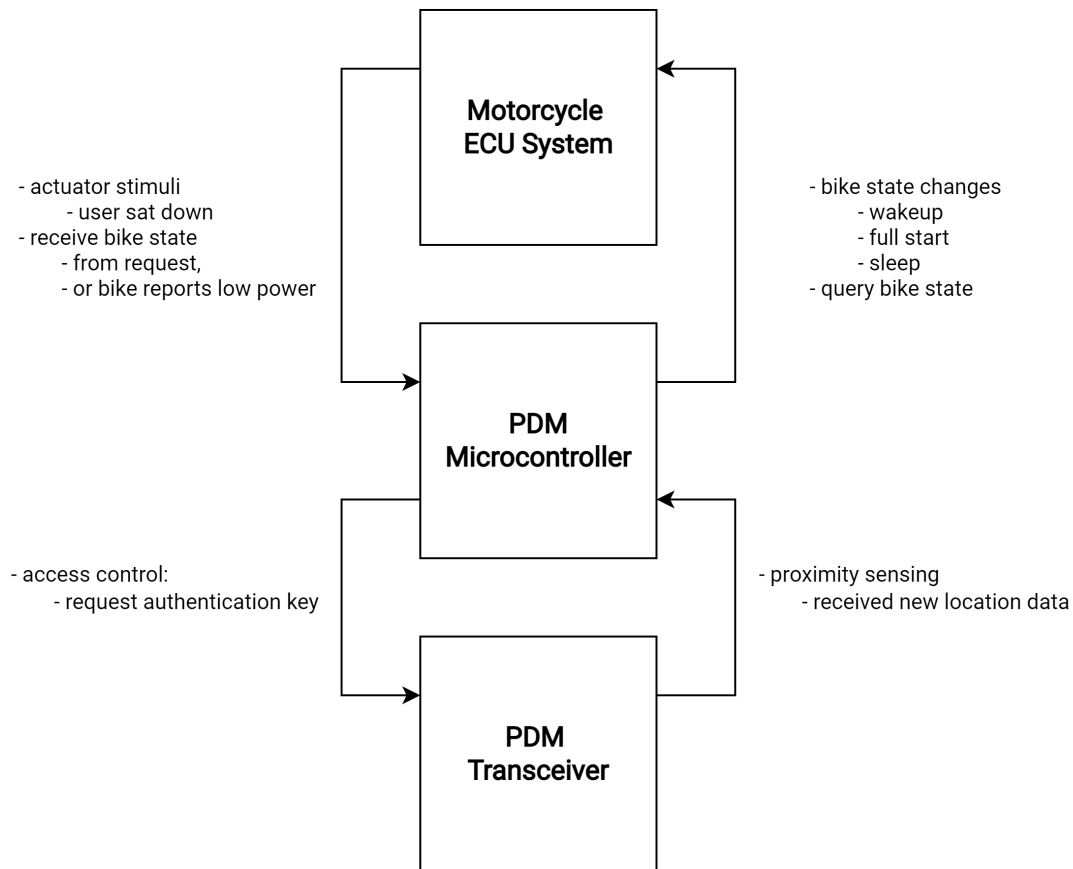 Motorcycle
ECU System
- actuator stimuli
- user sat down
- receive bike state
- from request,
- or bike reports low power
- bike state changes
- wakeup
- full start
- sleep
- query bike state
PDM
Microcontroller
- access control:
- request authentication key
- proximity sensing
- received new location data
PDM
Transceiver